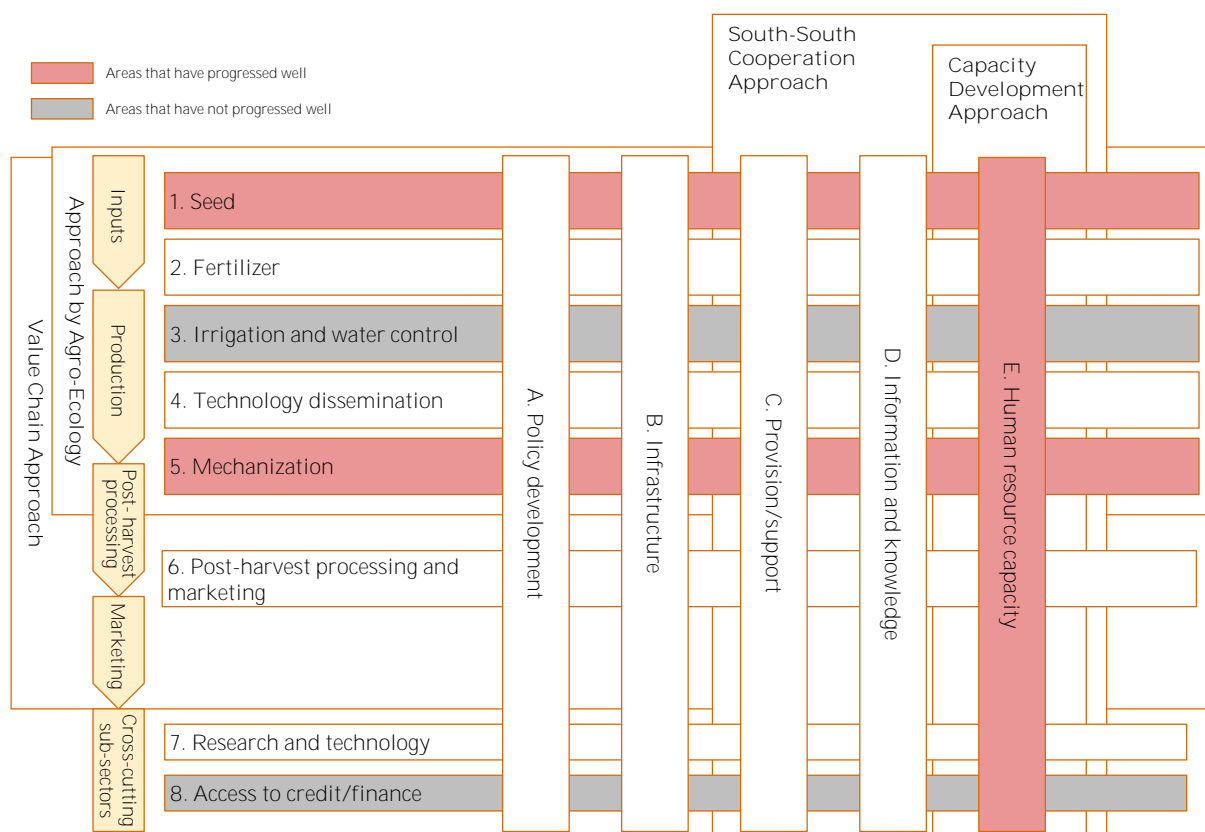 South-South
Cooperation
Approach
Capacity
Development
Approach
Areas that have progressed well
Areas that have not progressed well
Value Chain Approach
Approach by Agro-Ecology
Inputs
Production
Post- harvest
processing
Marketing
Cross-cutting
sub-sectors
1. Seed
2. Fertilizer
3. Irrigation and water control
4. Technology dissemination
5. Mechanization
6. Post-harvest processing and
marketing
7. Research and technology
8. Access to credit/finance
A. Policy development
B. Infrastructure
C. Provision/support
D. Information and knowledge
E. Human resource capacity